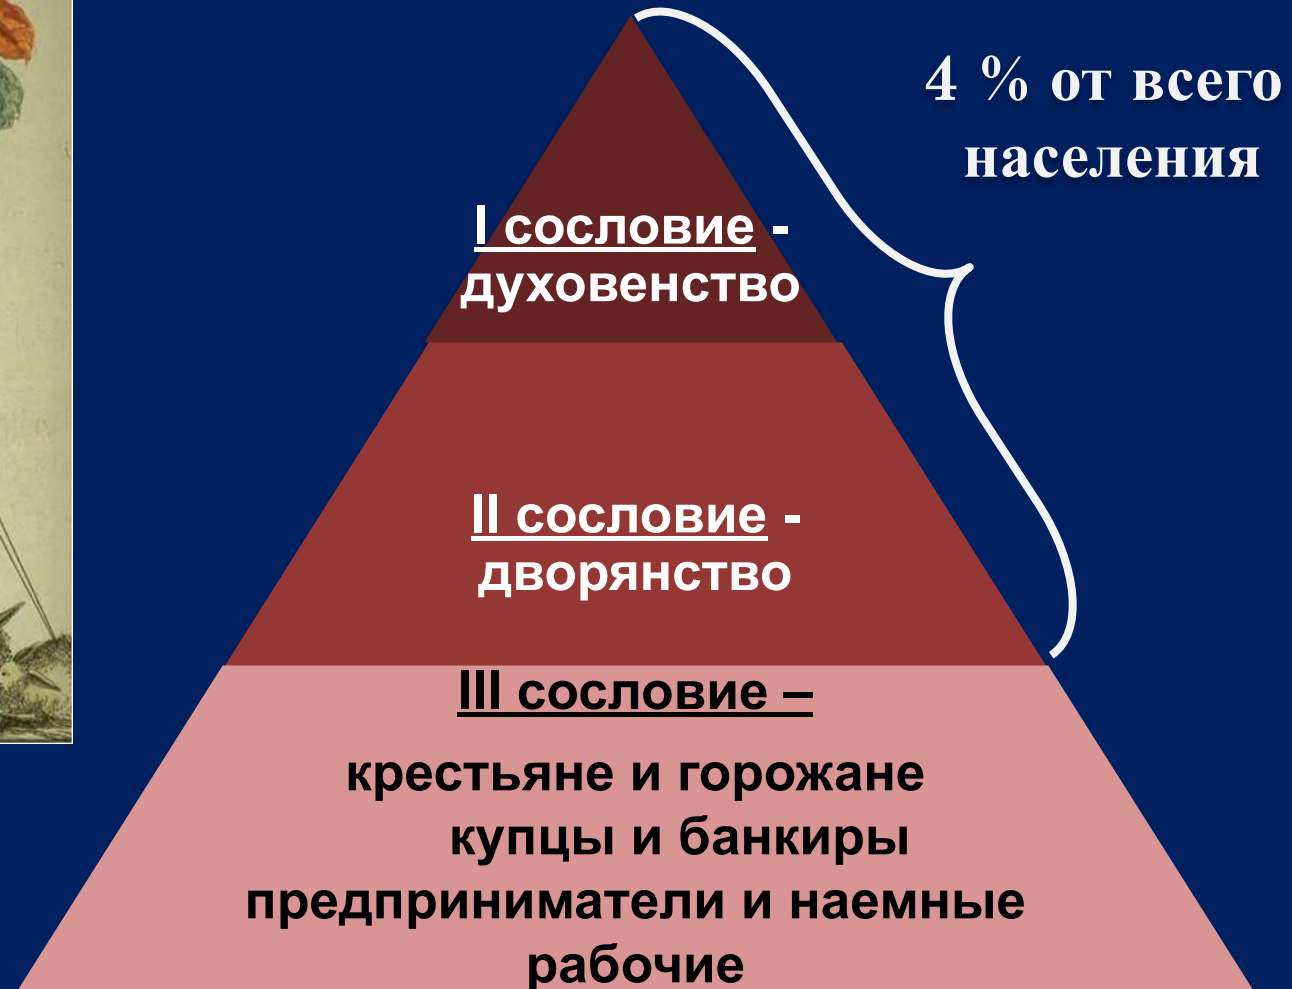 4 % от всего
населения
I сословие -
духовенство
II сословие -
дворянство
III сословие –
крестьяне и горожане
купцы и банкиры
предприниматели и наемные
рабочие